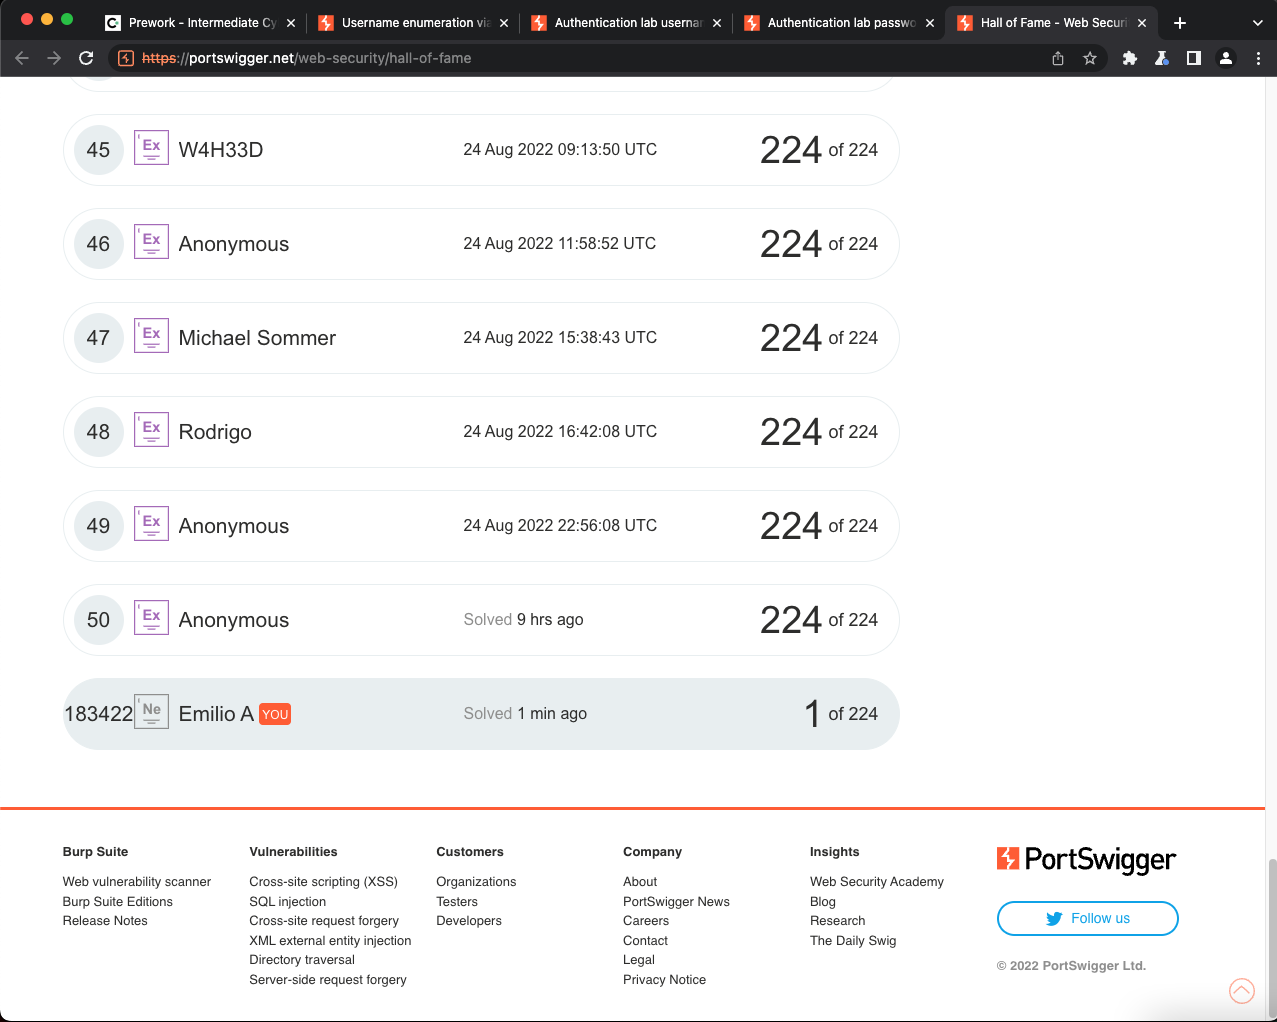 Prework - Intermediate Cy
Username enumeration via
Authentication lab usernam
Authentication lab passwo
Hall of Fame - Web Securi
https://portswigger.net/web-security/hall-of-fame
45 Ex W4H33D 24 Aug 2022 09:13:50 UTC 224 of 224
46 Ex Anonymous 24 Aug 2022 11:58:52 UTC 224 of 224
47 Ex Michael Sommer 24 Aug 2022 15:38:43 UTC 224 of 224
48 Ex Rodrigo 24 Aug 2022 16:42:08 UTC 224 of 224
49 Ex Anonymous 24 Aug 2022 22:56:08 UTC 224 of 224
50 Ex Anonymous Solved 9 hrs ago 224 of 224
183422 Ne Emilio A YOU Solved 1 min ago 1 of 224
Burp Suite
Web vulnerability scanner
Burp Suite Editions
Release Notes
Vulnerabilities
Cross-site scripting (XSS)
SQL injection
Cross-site request forgery
XML external entity injection
Directory traversal
Server-side request forgery
Customers
Organizations
Testers
Developers
Company
About
PortSwigger News
Careers
Contact
Legal
Privacy Notice
Insights
Web Security Academy
Blog
Research
The Daily Swig
PortSwigger
Follow us
© 2022 PortSwigger Ltd.